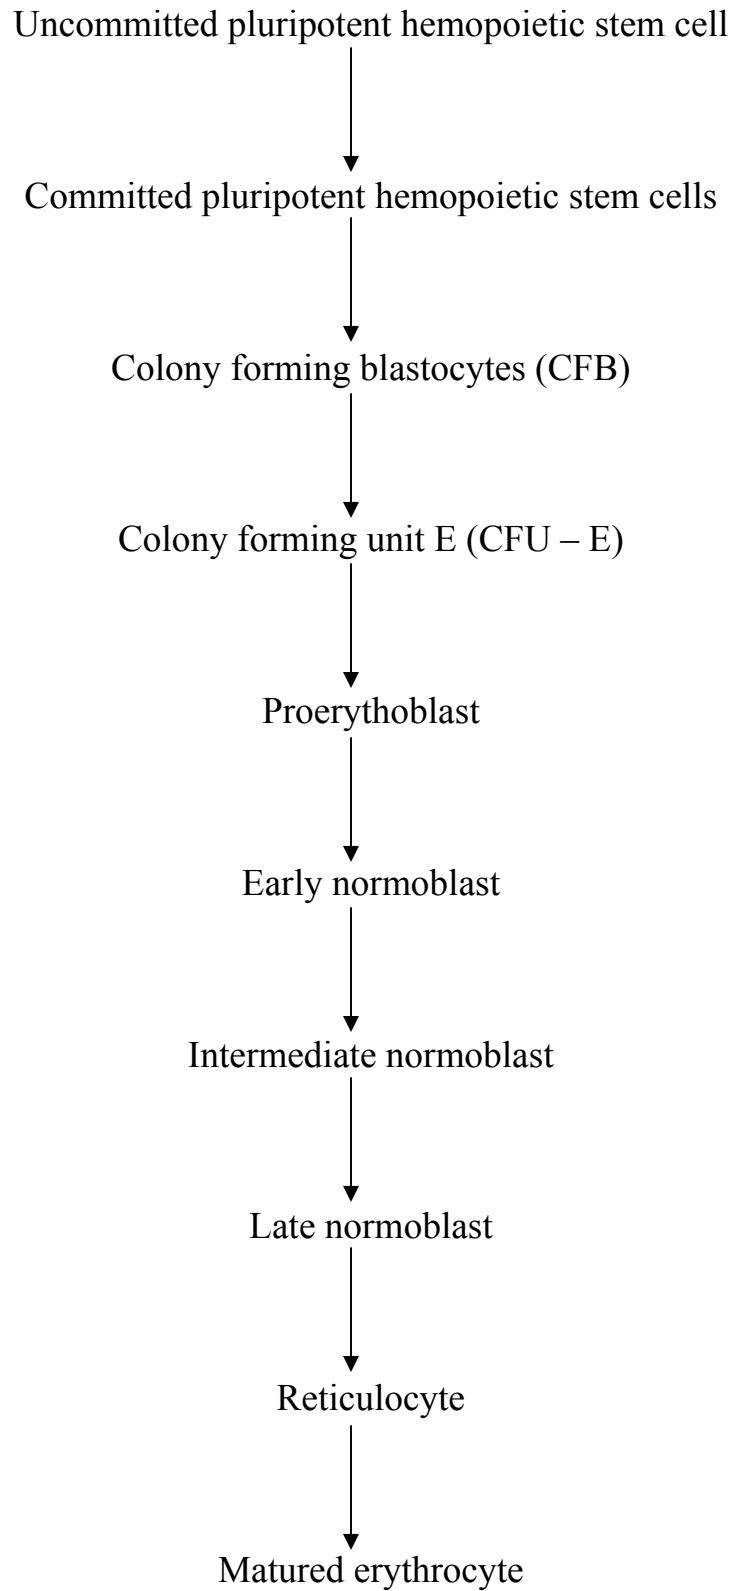 Uncommitted pluripotent hemopoietic stem cell
Committed pluripotent hemopoietic stem cells
Colony forming blastocytes (CFB)
Colony forming unit E (CFU – E)
Proerythoblast
Early normoblast
Intermediate normoblast
Late normoblast
Reticulocyte
Matured erythrocyte